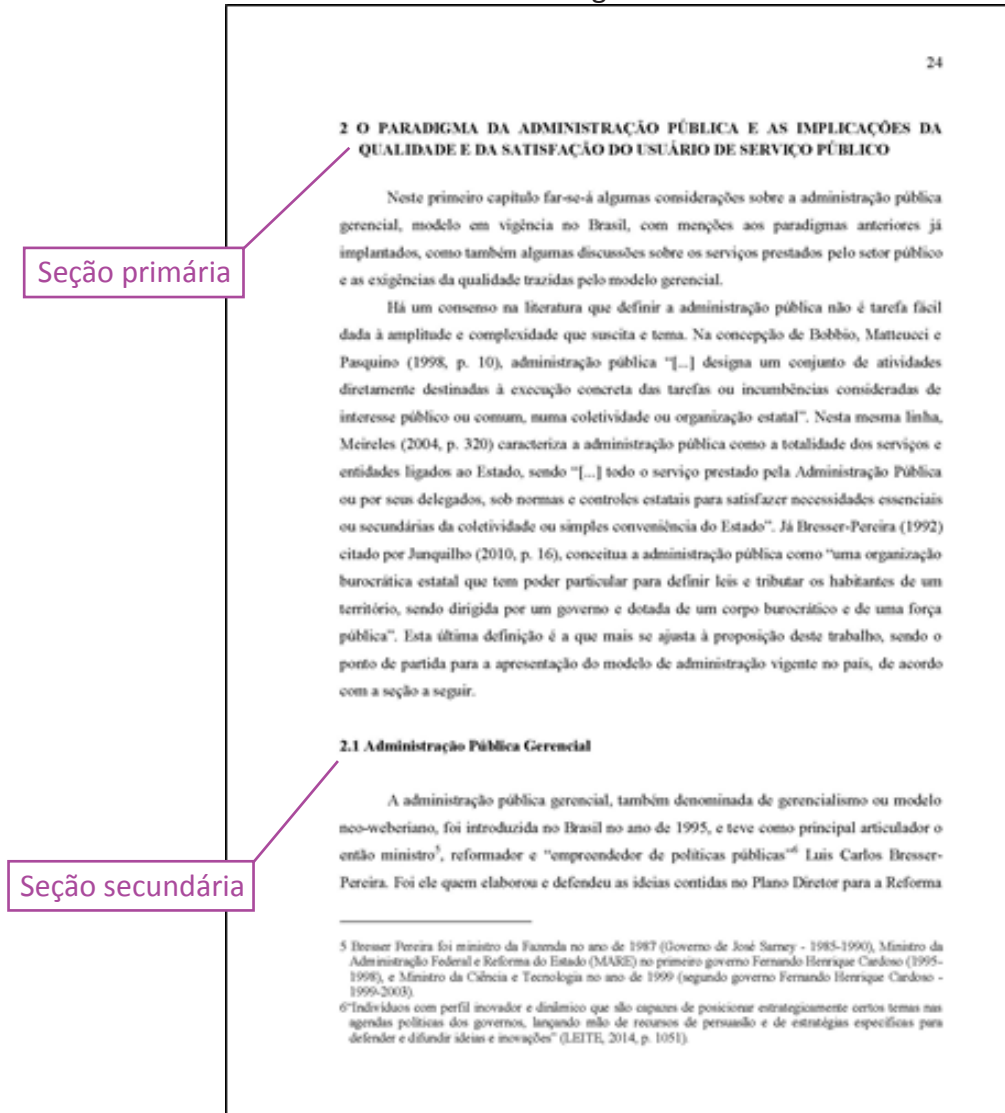 24
2 O PARADIGMA DA ADMINISTRAÇÃO PÚBLICA E AS IMPLICAÇÕES DA
QUALIDADE E DA SATISFAÇÃO DO USUÁRIO DE SERVIÇO PÚBLICO
Neste primeiro capítulo far-se-á algumas considerações sobre a administração pública
gerencial, modelo em vigência no Brasil, com menções aos paradigmas anteriores já
implantados, como também algumas discussões sobre os serviços prestados pelo setor público
e as exigências da qualidade trazidas pelo modelo gerencial.
Seção primária
Há um consenso na literatura que definir a administração pública não é tarefa fácil
dada à amplitude e complexidade que suscita e tema. Na concepção de Bobbio, Matteucci e
Pasquino (1998, p. 10), administração pública “[...] designa um conjunto de atividades
diretamente destinadas à execução concreta das tarefas ou incumbências consideradas de
interesse público ou comum, numa coletividade ou organização estatal”. Nesta mesma linha,
Meireles (2004, p. 320) caracteriza a administração pública como a totalidade dos serviços e
entidades ligados ao Estado, sendo “[...] todo o serviço prestado pela Administração Pública
ou por seus delegados, sob normas e controles estatais para satisfazer necessidades essenciais
ou secundárias da coletividade ou simples conveniência do Estado”. Já Bresser-Pereira (1992)
citado por Junquilho (2010, p. 16), conceitua a administração pública como “uma organização
burocrática estatal que tem poder particular para definir leis e tributar os habitantes de um
território, sendo dirigida por um governo e dotada de um corpo burocrático e de uma força
pública”. Esta última definição é a que mais se ajusta à proposição deste trabalho, sendo o
ponto de partida para a apresentação do modelo de administração vigente no país, de acordo
com a seção a seguir.
2.1 Administração Pública Gerencial
A administração pública gerencial, também denominada de gerencialismo ou modelo
neo-weberiano, foi introduzida no Brasil no ano de 1995, e teve como principal articulador o
então ministro⁵, reformador e “empreendedor de políticas públicas”⁶ Luis Carlos Bresser-
Pereira. Foi ele quem elaborou e defendeu as ideias contidas no Plano Diretor para a Reforma
Seção secundária
5 Bresser Pereira foi ministro da Fazenda no ano de 1987 (Governo de José Sarney - 1985-1990), Ministro da
Administração Federal e Reforma do Estado (MARE) no primeiro governo Fernando Henrique Cardoso (1995-
1998), e Ministro da Ciência e Tecnologia no ano de 1999 (segundo governo Fernando Henrique Cardoso -
1999-2003).
6“Indivíduos com perfil inovador e dinâmico que são capazes de posicionar estrategicamente certos temas nas
agendas políticas dos governos, lançando mão de recursos de persuasão e de estratégias específicas para
defender e difundir ideias e inovações” (LEITE, 2014, p. 1051).